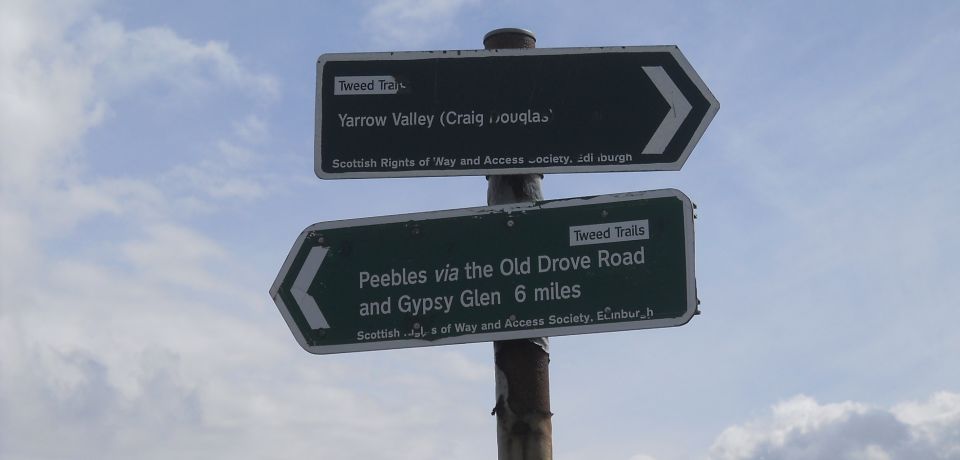 Tweed Trails
Yarrow Valley (Craig Douglas)
Scottish Rights of Way and Access Society, Edinburgh
Tweed Trails
Peebles via the Old Drove Road
and Gypsy Glen 6 miles
Scottish Rights of Way and Access Society, Edinburgh